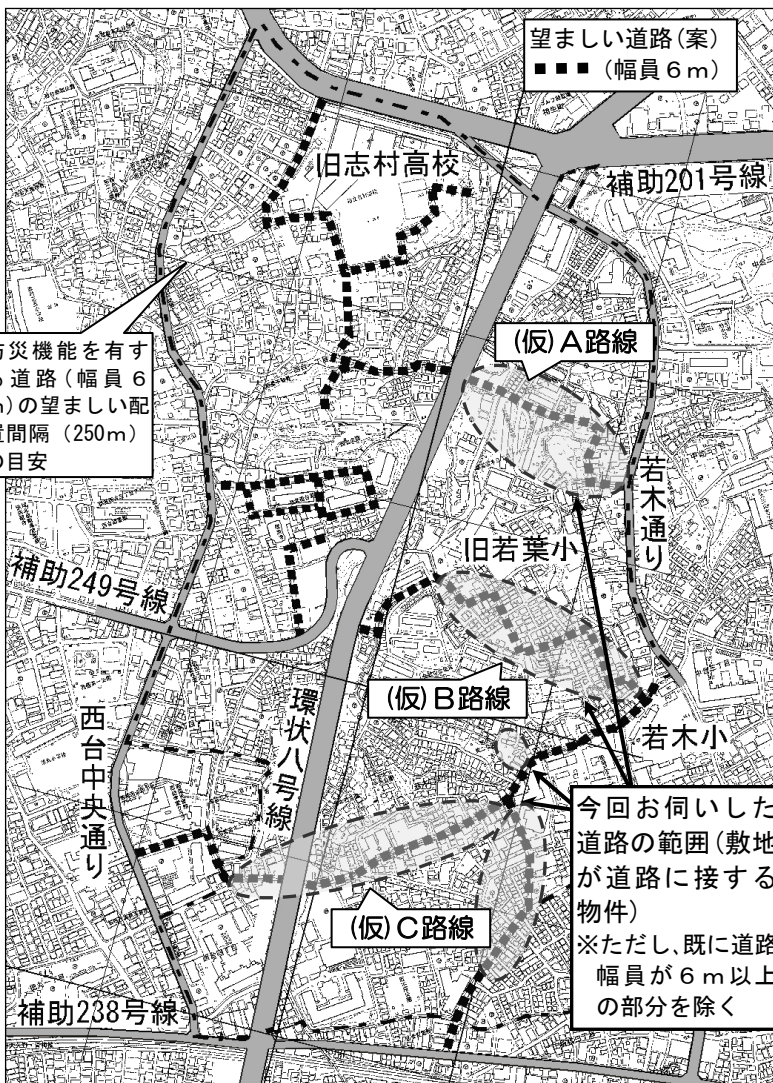 望ましい道路(案)
■■■(幅員6m)
旧志村高校
補助201号線
(仮)A路線
防災機能を有す
る道路(幅員6
m)の望ましい配
置間隔(250m)
の目安
若木通り
旧若葉小
補助249号線
(仮)B路線
環状八号線
西台中央通り
若木小
今回お伺いした
道路の範囲(敷地
が道路に接する
物件)
※ただし、既に道路
幅員が6m以上
の部分を除く
(仮)C路線
補助238号線